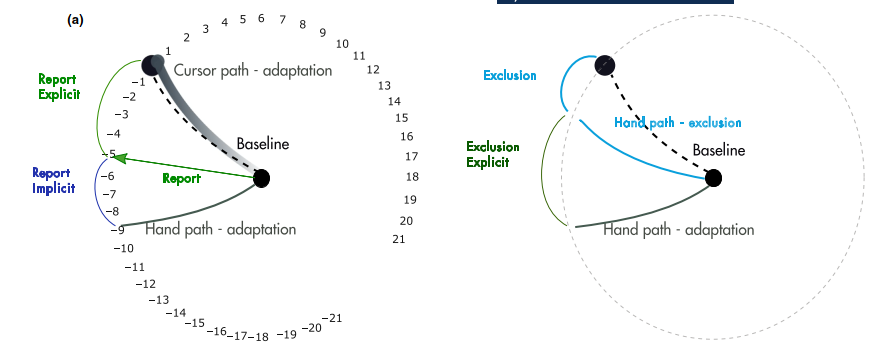 (a)
1 2 3 4 5 6 7 8 9 10 11 12 13 14 15 16 17 18 19 20 21
Cursor path - adaptation
Report
Explicit
Baseline
Report
Implicit
Report
Hand path - adaptation
−1 −2 −3 −4 −5 −6 −7 −8 −9 −10 −11 −12 −13 −14 −15 −16 −17 −18 −19 −20 −21
Exclusion
Hand path - exclusion
Baseline
Exclusion
Explicit
Hand path - adaptation